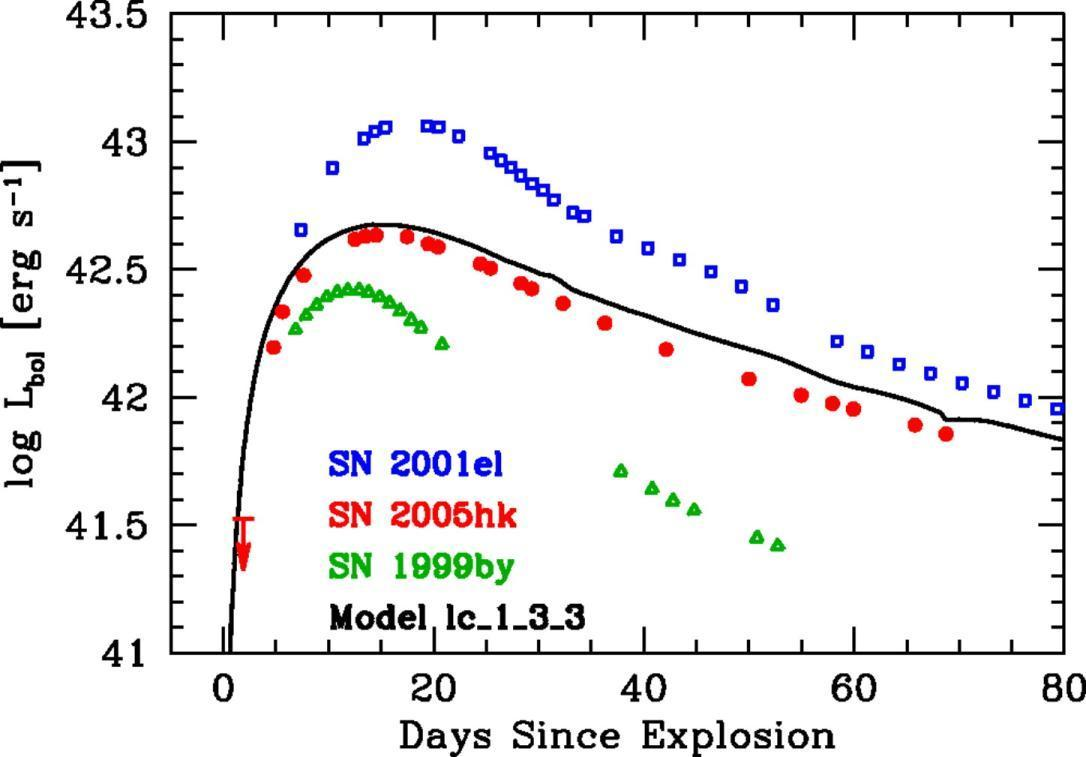 43.5
43
42.5
42
41.5
41
log L_bol [erg s⁻¹]
SN 2001el
SN 2005hk
SN 1999by
Model lc_1_3_3
0 20 40 60 80
Days Since Explosion